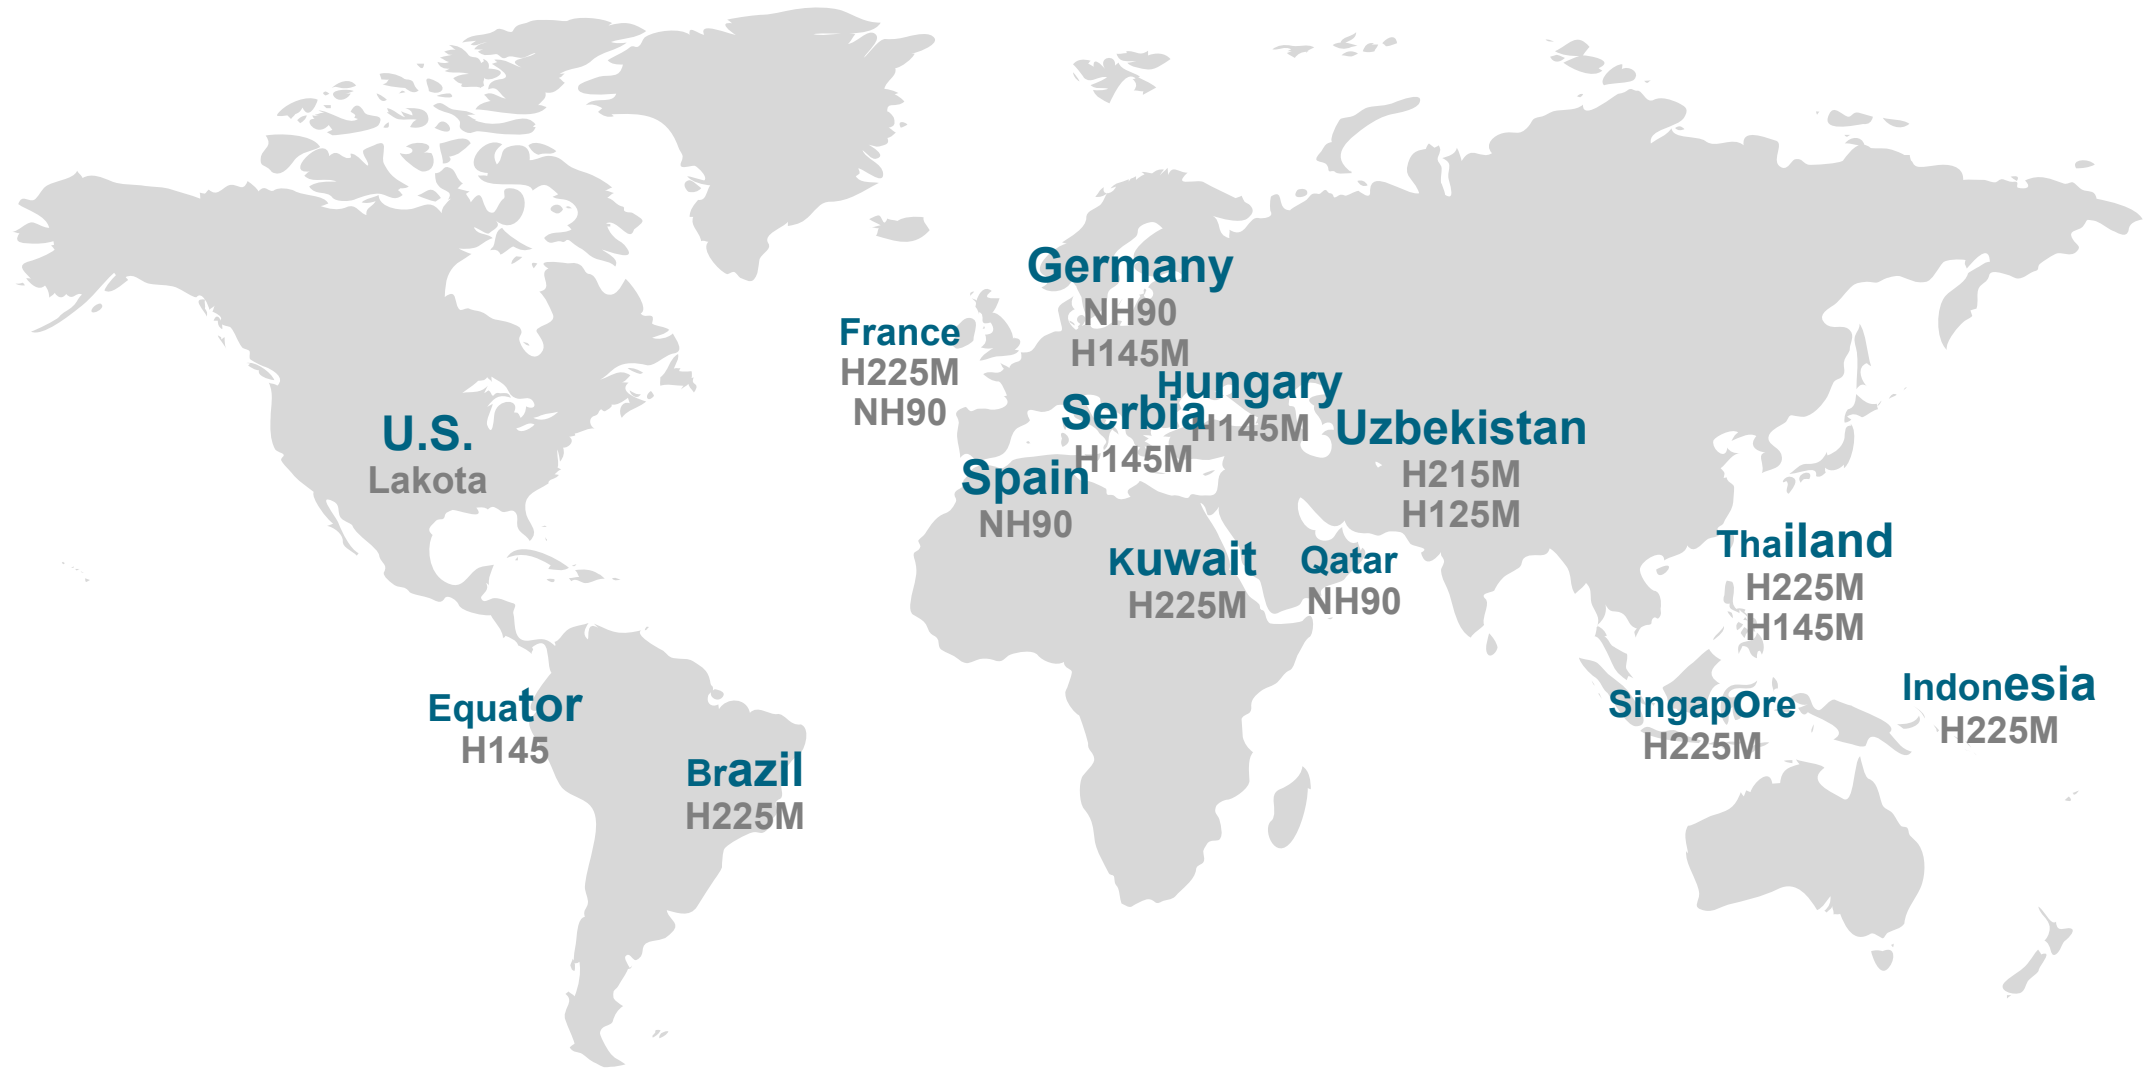 Germany
NH90
H145M
France
H225M
NH90
Hungary
H145M
Serbia
H145M
U.S.
Lakota
Uzbekistan
H215M
H125M
Spain
NH90
Thailand
H225M
H145M
Kuwait
H225M
Qatar
NH90
Indonesia
H225M
Equator
H145
Singapore
H225M
Brazil
H225M